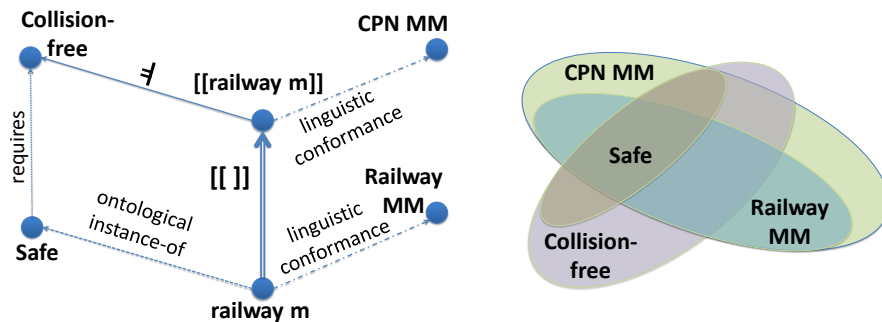 Collision-
free
CPN MM
[[railway m]]
linguistic
conformance
requires
[[ ]]
ontological
instance-of
Railway
MM
linguistic
conformance
Safe
railway m
CPN MM
Safe
Railway
MM
Collision-
free